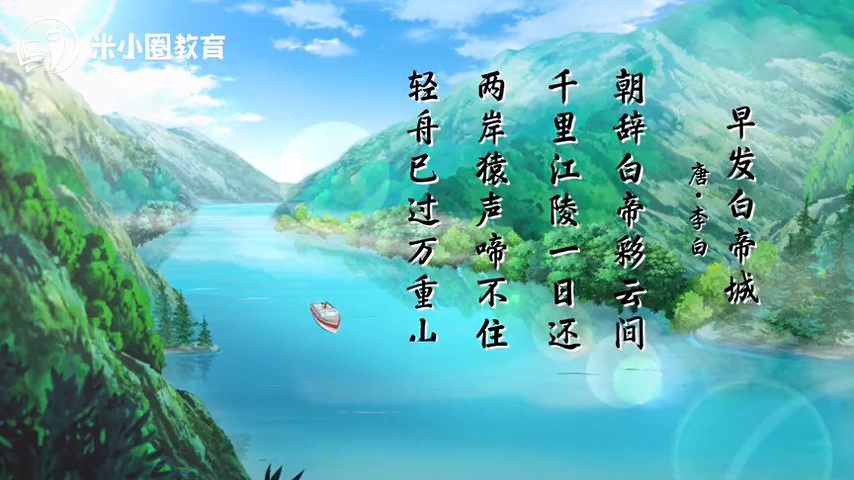 米小圈教育
早发白帝城
唐·李白
朝辞白帝彩云间
千里江陵一日还
两岸猿声啼不住
轻舟已过万重山